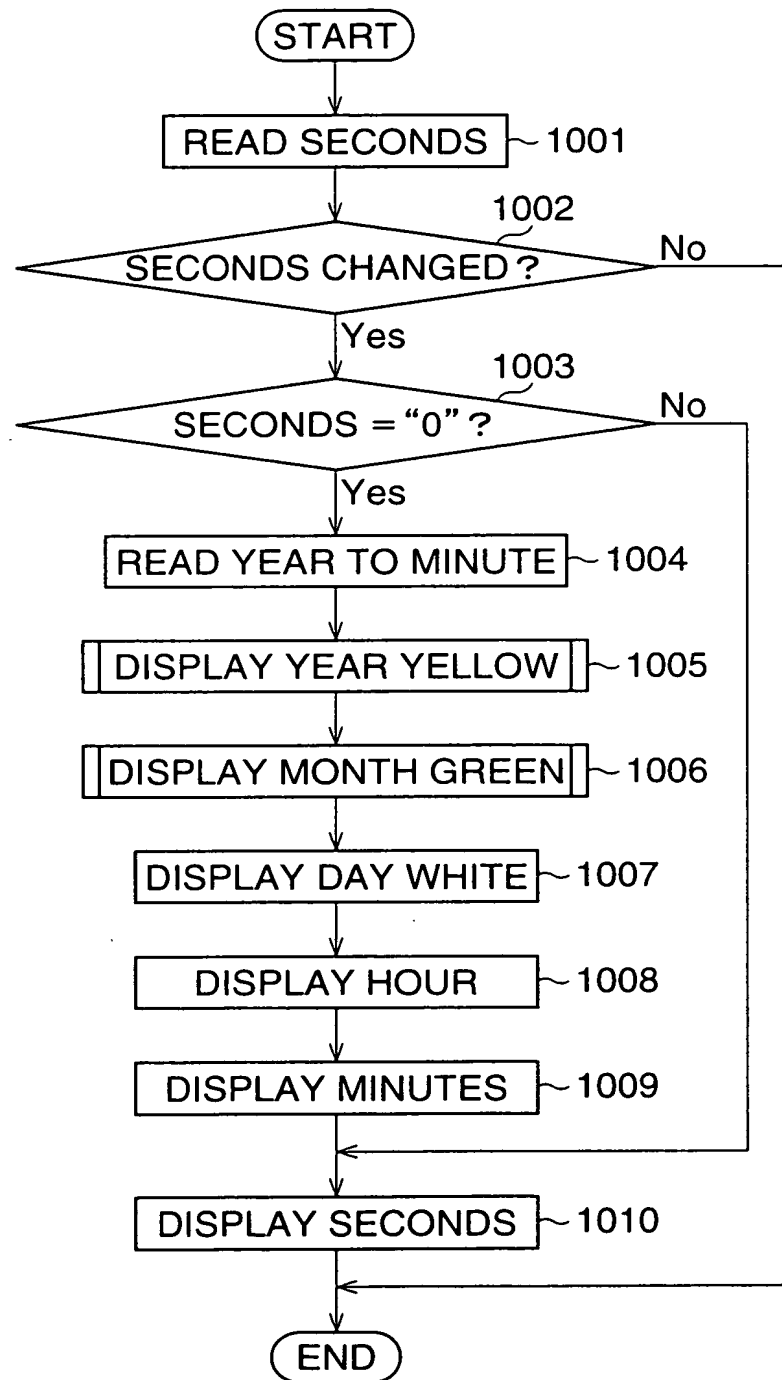 START
READ SECONDS 1001
1002
SECONDS CHANGED? No
Yes
1003
SECONDS = "0"? No
Yes
READ YEAR TO MINUTE 1004
DISPLAY YEAR YELLOW 1005
DISPLAY MONTH GREEN 1006
DISPLAY DAY WHITE 1007
DISPLAY HOUR 1008
DISPLAY MINUTES 1009
DISPLAY SECONDS 1010
END